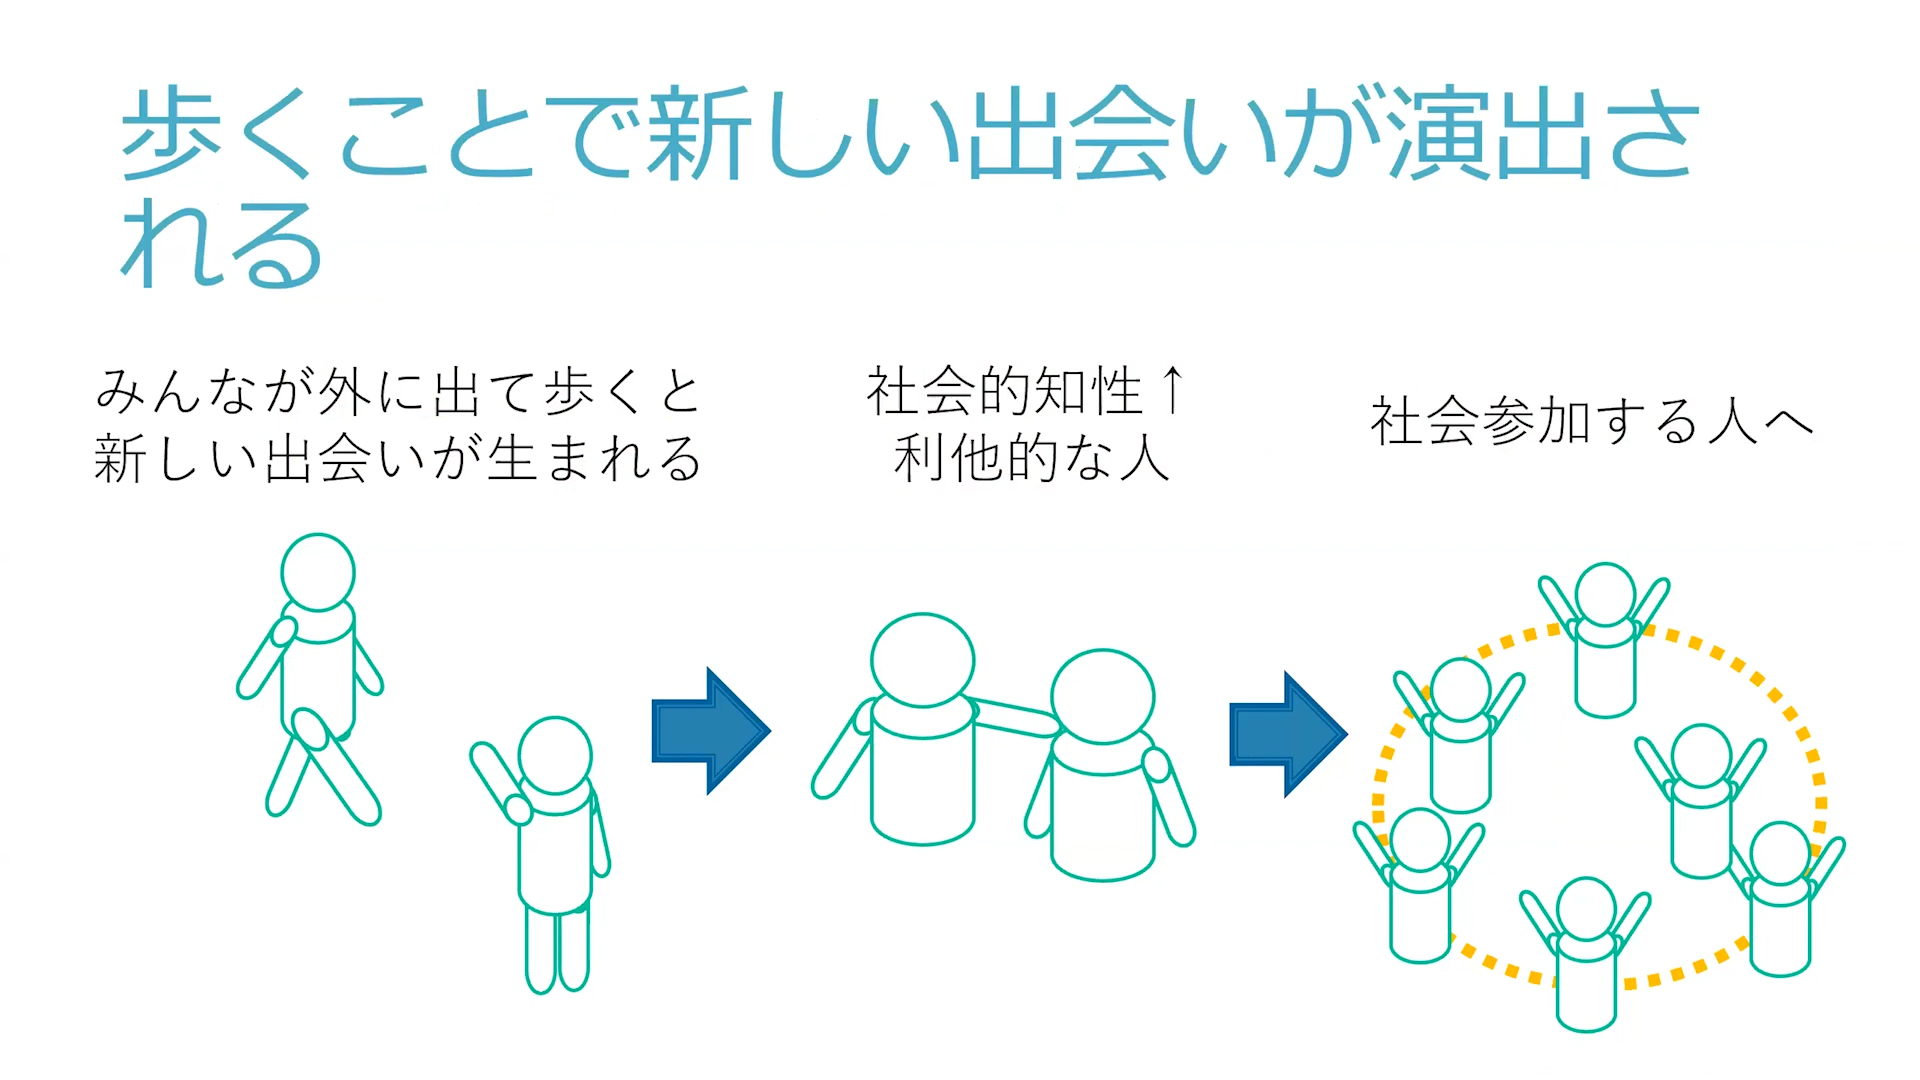 歩くことで新しい出会いが演出さ
れる
みんなが外に出て歩くと
新しい出会いが生まれる
社会的知性↑
利他的な人
社会参加する人へ